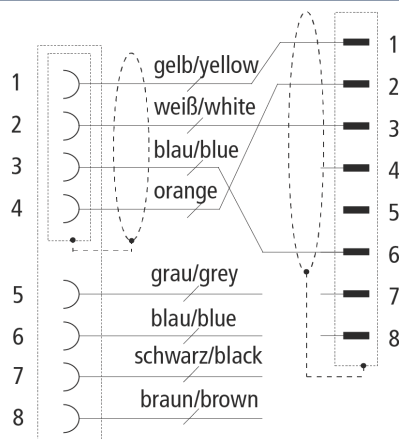 gelb/yellow
1
1
weiß/white
2
2
blau/blue
3
3
orange
4
4
5
6
grau/grey
5
7
blau/blue
6
8
schwarz/black
7
braun/brown
8